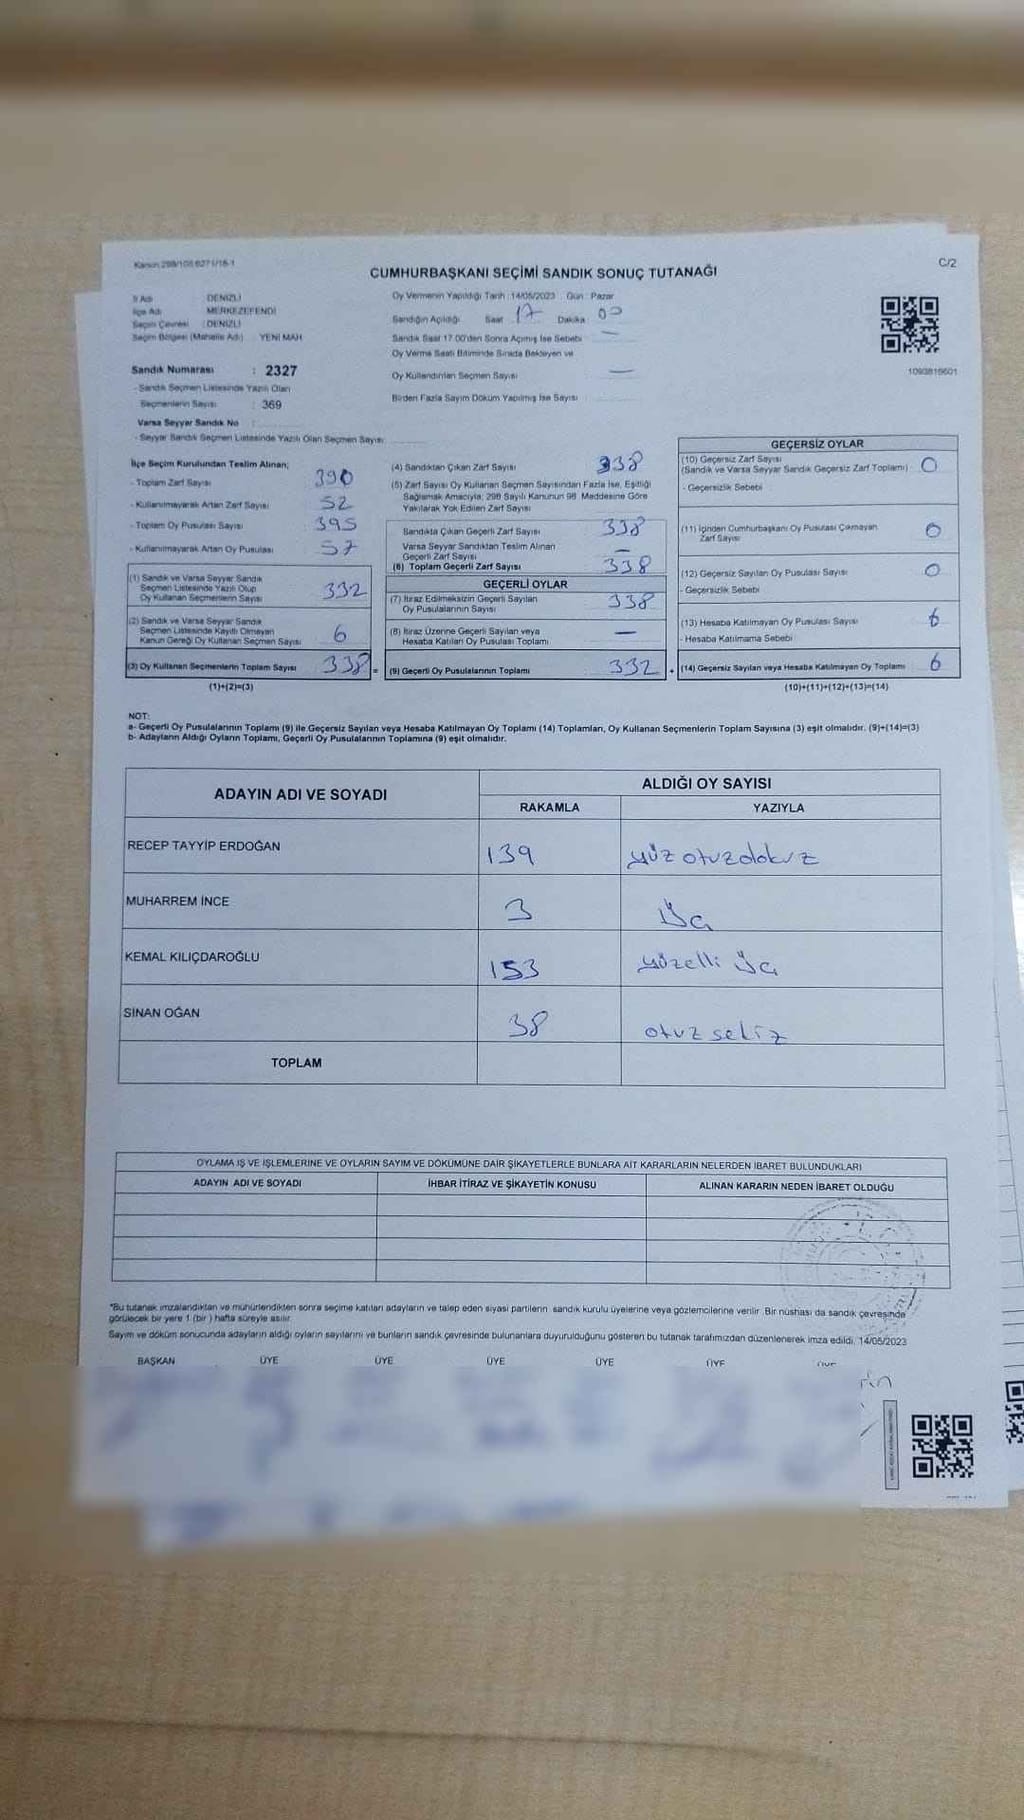 Kanun 298/105 6271/18-1
C/2
CUMHURBAŞKANI SEÇİMİ SANDIK SONUÇ TUTANAĞI
İl Adı DENİZLİ
İlçe Adı MERKEZEFENDİ
Seçim Çevresi : DENİZLİ
Seçim Bölgesi (Mahalle Adı) YENİ MAH
Sandık Numarası : 2327
- Sandık Seçmen Listesinde Yazılı Olan
Seçmenlerin Sayısı : 369
Varsa Seyyar Sandık No :
- Seyyar Sandık Seçmen Listesinde Yazılı Olan Seçmen Sayısı
Oy Vermenin Yapıldığı Tarih : 14/05/2023 Gün : Pazar
Sandığın Açıldığı Saat 17 Dakika 00
Sandık Saat 17.00'den Sonra Açılmış İse Sebebi —
Oy Verme Saati Bitiminde Sırada Bekleyen ve
Oy Kullandırılan Seçmen Sayısı —
Birden Fazla Sayım Döküm Yapılmış İse Sayısı
1093815601
İlçe Seçim Kurulundan Teslim Alınan;
- Toplam Zarf Sayısı 390
- Kullanılmayarak Artan Zarf Sayısı 52
- Toplam Oy Pusulası Sayısı 395
- Kullanılmayarak Artan Oy Pusulası 57
(1) Sandık ve Varsa Seyyar Sandık
Seçmen Listesinde Yazılı Olup
Oy Kullanan Seçmenlerin Sayısı 332
(2) Sandık ve Varsa Seyyar Sandık
Seçmen Listesinde Kayıtlı Olmayan
Kanun Gereği Oy Kullanan Seçmen Sayısı 6
(3) Oy Kullanan Seçmenlerin Toplam Sayısı 338 =
(1)+(2)=(3)
(4) Sandıktan Çıkan Zarf Sayısı 338
(5) Zarf Sayısı Oy Kullanan Seçmen Sayısından Fazla İse, Eşitliği
Sağlamak Amacıyla; 298 Sayılı Kanunun 98. Maddesine Göre
Yakılarak Yok Edilen Zarf Sayısı
Sandıkta Çıkan Geçerli Zarf Sayısı 338
Varsa Seyyar Sandıktan Teslim Alınan
Geçerli Zarf Sayısı —
(6) Toplam Geçerli Zarf Sayısı 338
GEÇERLİ OYLAR
(7) İtiraz Edilmeksizin Geçerli Sayılan
Oy Pusulalarının Sayısı 338
(8) İtiraz Üzerine Geçerli Sayılan veya
Hesaba Katılan Oy Pusulası Toplamı —
(9) Geçerli Oy Pusulalarının Toplamı 332 +
GEÇERSİZ OYLAR
(10) Geçersiz Zarf Sayısı
(Sandık ve Varsa Seyyar Sandık Geçersiz Zarf Toplamı) 0
- Geçersizlik Sebebi
(11) İçinden Cumhurbaşkanı Oy Pusulası Çıkmayan
Zarf Sayısı 0
(12) Geçersiz Sayılan Oy Pusulası Sayısı 0
- Geçersizlik Sebebi
(13) Hesaba Katılmayan Oy Pusulası Sayısı 6
- Hesaba Katılmama Sebebi
(14) Geçersiz Sayılan veya Hesaba Katılmayan Oy Toplamı 6
(10)+(11)+(12)+(13)=(14)
NOT:
a- Geçerli Oy Pusulalarının Toplamı (9) ile Geçersiz Sayılan veya Hesaba Katılmayan Oy Toplamı (14) Toplamları, Oy Kullanan Seçmenlerin Toplam Sayısına (3) eşit olmalıdır. (9)+(14)=(3)
b- Adayların Aldığı Oyların Toplamı, Geçerli Oy Pusulalarının Toplamına (9) eşit olmalıdır.
ADAYIN ADI VE SOYADI
ALDIĞI OY SAYISI
RAKAMLA YAZIYLA
RECEP TAYYİP ERDOĞAN 139 yüz otuzdokuz
MUHARREM İNCE 3 Üç
KEMAL KILIÇDAROĞLU 153 yüzelli üç
SİNAN OĞAN 38 otuz sekiz
TOPLAM
OYLAMA İŞ VE İŞLEMLERİNE VE OYLARIN SAYIM VE DÖKÜMÜNE DAİR ŞİKAYETLERLE BUNLARA AİT KARARLARIN NELERDEN İBARET BULUNDUKLARI
ADAYIN ADI VE SOYADI İHBAR İTİRAZ VE ŞİKAYETİN KONUSU ALINAN KARARIN NEDEN İBARET OLDUĞU
*Bu tutanak imzalandıktan ve mühürlendikten sonra seçime katılan adayların ve talep eden siyasi partilerin sandık kurulu üyelerine veya gözlemcilerine verilir. Bir nüshası da sandık çevresinde
görülecek bir yere 1 (bir ) hafta süreyle asılır.
Sayım ve döküm sonucunda adayların aldığı oyların sayılarını ve bunların sandık çevresinde bulunanlara duyurulduğunu gösteren bu tutanak tarafımızdan düzenlenerek imza edildi. 14/05/2023
BAŞKAN ÜYE ÜYE ÜYE ÜYE ÜYE